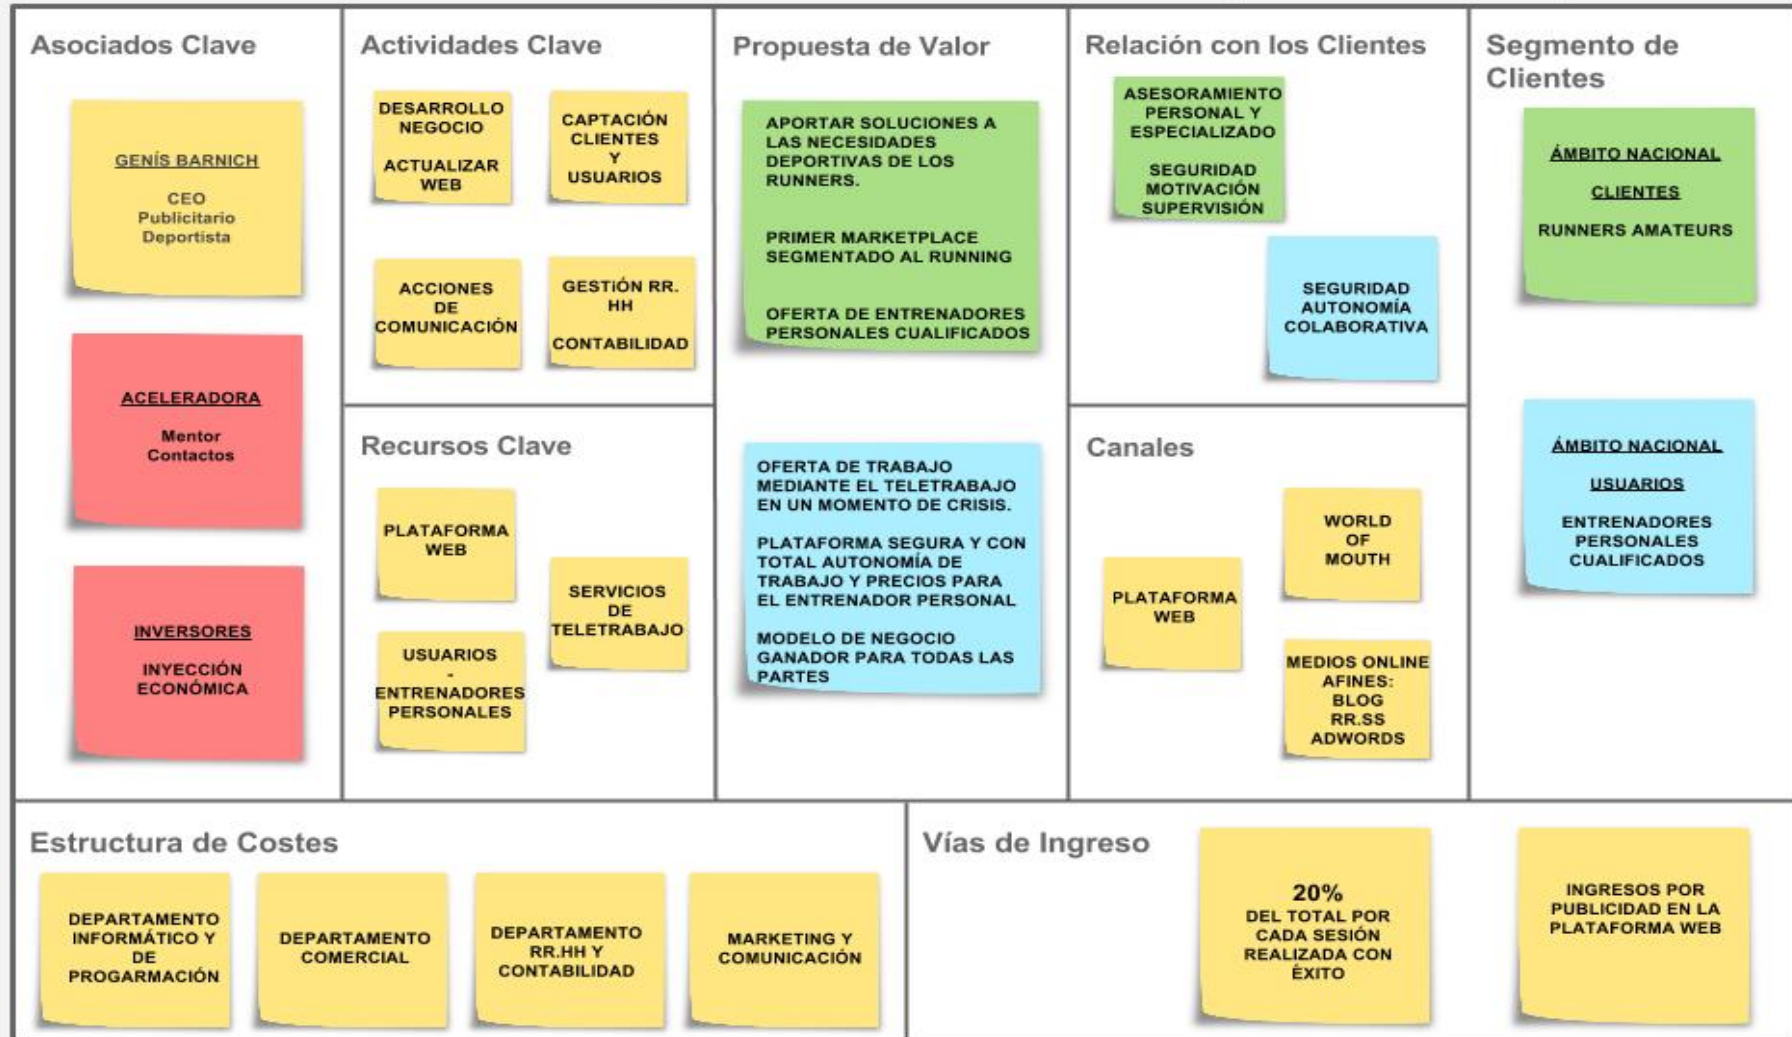 Asociados Clave
GENÍS BARNICH
CEO
Publicitario
Deportista
ACELERADORA
Mentor
Contactos
INVERSORES
INYECCIÓN
ECONÓMICA
Actividades Clave
DESARROLLO
NEGOCIO
ACTUALIZAR
WEB
CAPTACIÓN
CLIENTES
Y
USUARIOS
ACCIONES
DE
COMUNICACIÓN
GESTIÓN RR.
HH
CONTABILIDAD
Recursos Clave
PLATAFORMA
WEB
SERVICIOS
DE
TELETRABAJO
USUARIOS
-
ENTRENADORES
PERSONALES
Propuesta de Valor
APORTAR SOLUCIONES A
LAS NECESIDADES
DEPORTIVAS DE LOS
RUNNERS.
PRIMER MARKETPLACE
SEGMENTADO AL RUNNING
OFERTA DE ENTRENADORES
PERSONALES CUALIFICADOS
OFERTA DE TRABAJO
MEDIANTE EL TELETRABAJO
EN UN MOMENTO DE CRISIS.
PLATAFORMA SEGURA Y CON
TOTAL AUTONOMÍA DE
TRABAJO Y PRECIOS PARA
EL ENTRENADOR PERSONAL
MODELO DE NEGOCIO
GANADOR PARA TODAS LAS
PARTES
Relación con los Clientes
ASESORAMIENTO
PERSONAL Y
ESPECIALIZADO
SEGURIDAD
MOTIVACIÓN
SUPERVISIÓN
SEGURIDAD
AUTONOMÍA
COLABORATIVA
Canales
PLATAFORMA
WEB
WORLD
OF
MOUTH
MEDIOS ONLINE
AFINES:
BLOG
RR.SS
ADWORDS
Segmento de
Clientes
ÁMBITO NACIONAL
CLIENTES
RUNNERS AMATEURS
ÁMBITO NACIONAL
USUARIOS
ENTRENADORES
PERSONALES
CUALIFICADOS
Estructura de Costes
DEPARTAMENTO
INFORMÁTICO Y
DE
PROGARMACIÓN
DEPARTAMENTO
COMERCIAL
DEPARTAMENTO
RR.HH Y
CONTABILIDAD
MARKETING Y
COMUNICACIÓN
Vías de Ingreso
20%
DEL TOTAL POR
CADA SESIÓN
REALIZADA CON
ÉXITO
INGRESOS POR
PUBLICIDAD EN LA
PLATAFORMA WEB